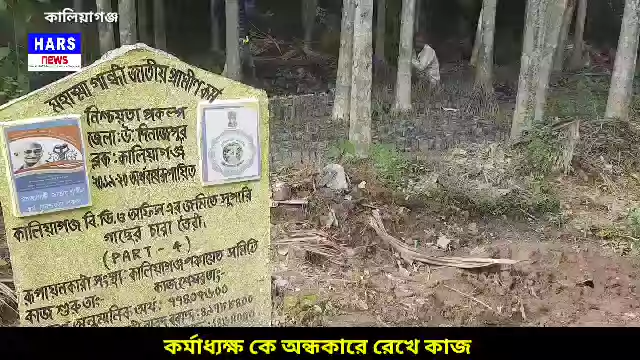 কালিয়াগঞ্জ
HARS
NEWS
মহাত্মা গান্ধী জাতীয় গ্রামীণ কর্ম
নিশ্চয়তা প্রকল্প
জেলা: উ: দিনাজপুর
ব্লক: কালিয়াগঞ্জ
কালিয়াগঞ্জ বি.ডি.ও অফিস এর জমিতে সুপারি
গাছের চারা তৈরী
(PART - 4)
রূপায়নকারী সংস্থা- কালিয়াগঞ্জ পঞ্চায়েত সমিতি
কাজ শুরু তাং:-
কাজ শেষ তাং:-
কর্মাধ্যক্ষ কে অন্ধকারে রেখে কাজ